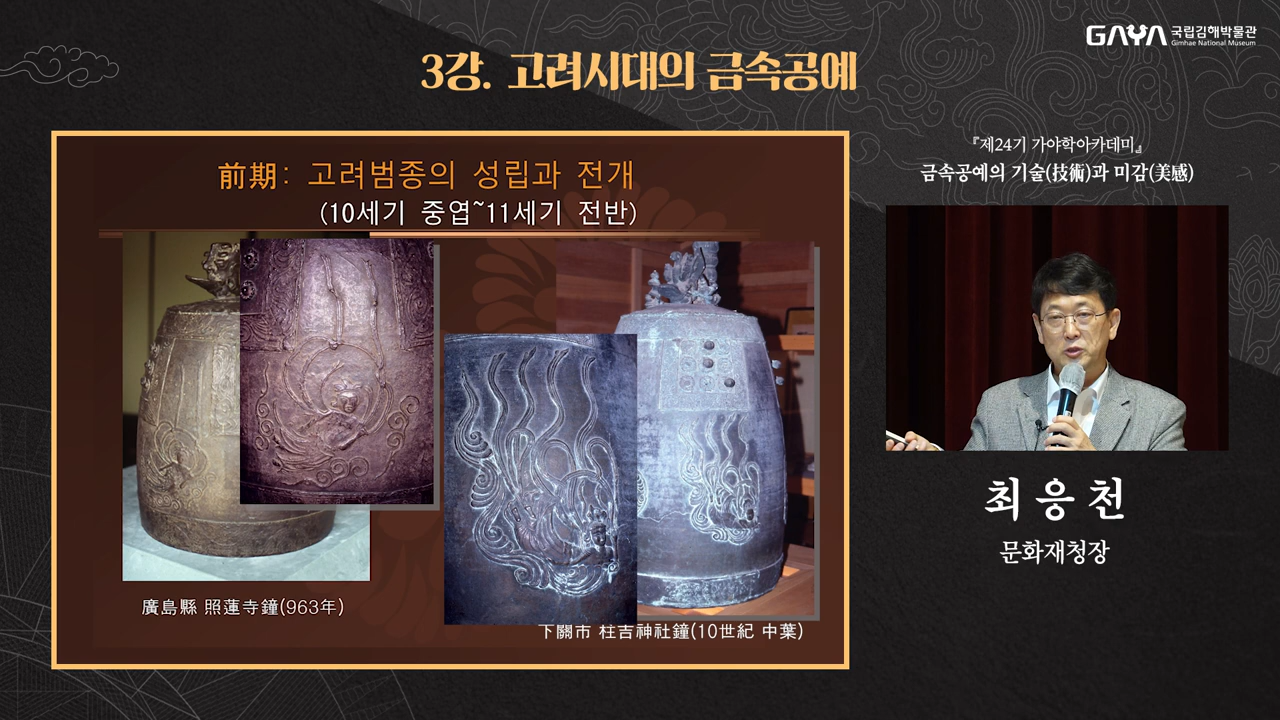 GAYA 국립김해박물관
Gimhae National Museum
3강. 고려시대의 금속공예
『제24기 가야학아카데미』
금속공예의 기술(技術)과 미감(美感)
前期: 고려범종의 성립과 전개
(10세기 중엽~11세기 전반)
廣島縣 照蓮寺鐘(963年)
下關市 柱吉神社鐘(10世紀 中葉)
최응천
문화재청장